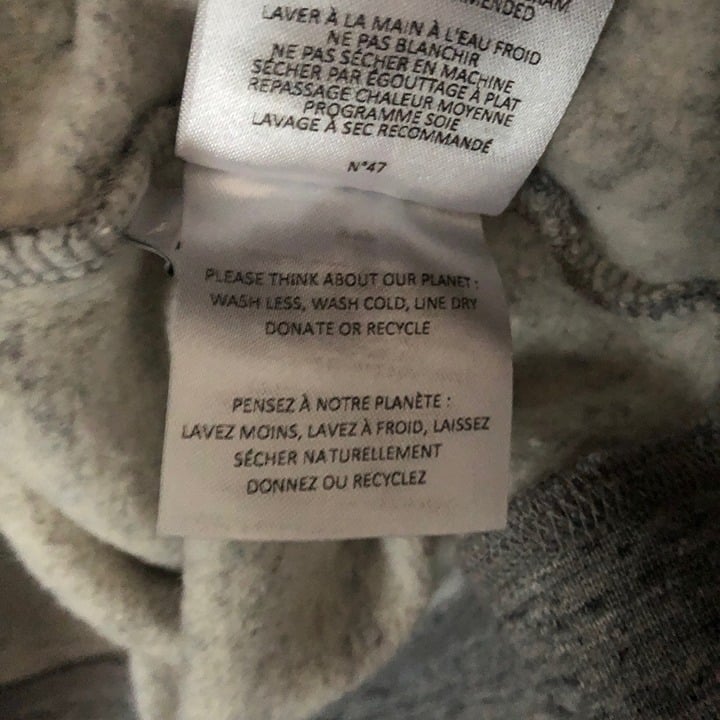 MENDED
LAVER À LA MAIN À L'EAU FROID
NE PAS BLANCHIR
NE PAS SÉCHER EN MACHINE
SÉCHER PAR ÉGOUTTAGE À PLAT
REPASSAGE CHALEUR MOYENNE
PROGRAMME SOIE
LAVAGE À SEC RECOMMANDÉ
N°47
PLEASE THINK ABOUT OUR PLANET :
WASH LESS, WASH COLD, LINE DRY
DONATE OR RECYCLE
PENSEZ À NOTRE PLANÈTE :
LAVEZ MOINS, LAVEZ À FROID, LAISSEZ
SÉCHER NATURELLEMENT
DONNEZ OU RECYCLEZ